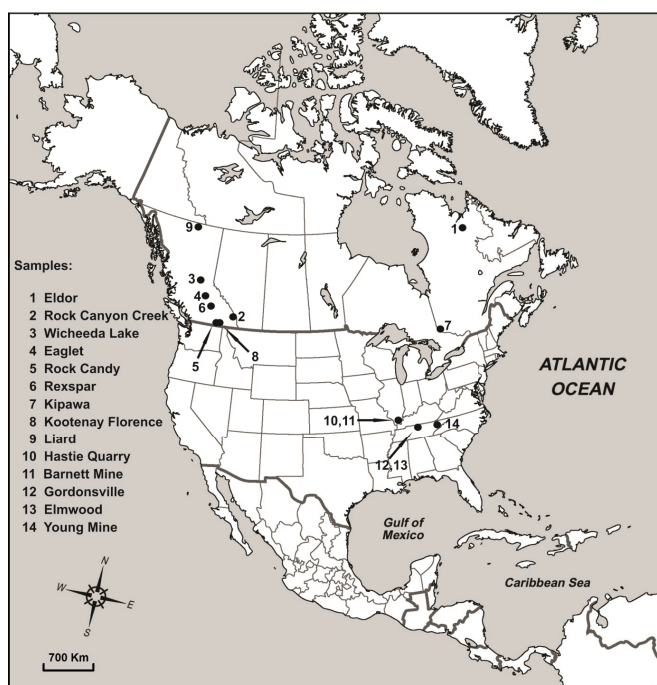 1
9
3
Samples:
4
6
1 Eldor
2 Rock Canyon Creek
2
3 Wicheeda Lake
7
4 Eaglet
5
8
5 Rock Candy
6 Rexspar
7 Kipawa
8 Kootenay Florence
9 Liard
10 Hastie Quarry
11 Barnett Mine
12 Gordonsville
13 Elmwood
14 Young Mine
ATLANTIC
OCEAN
10,11
14
12,13
Gulf of
Mexico
Caribbean Sea
N
W
E
S
700 Km